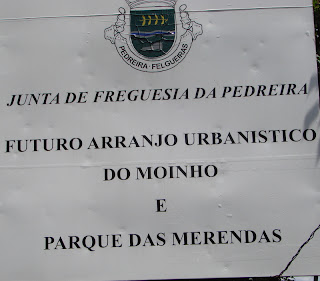 PEDREIRA - FELGUEIRAS
JUNTA DE FREGUESIA DA PEDREIRA
FUTURO ARRANJO URBANISTICO
DO MOINHO
E
PARQUE DAS MERENDAS